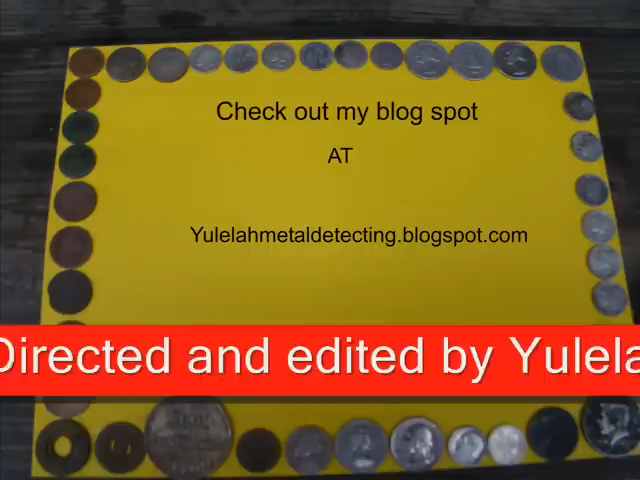 Check out my blog spot
AT
Yulelahmetaldetecting.blogspot.com
Directed and edited by Yulela